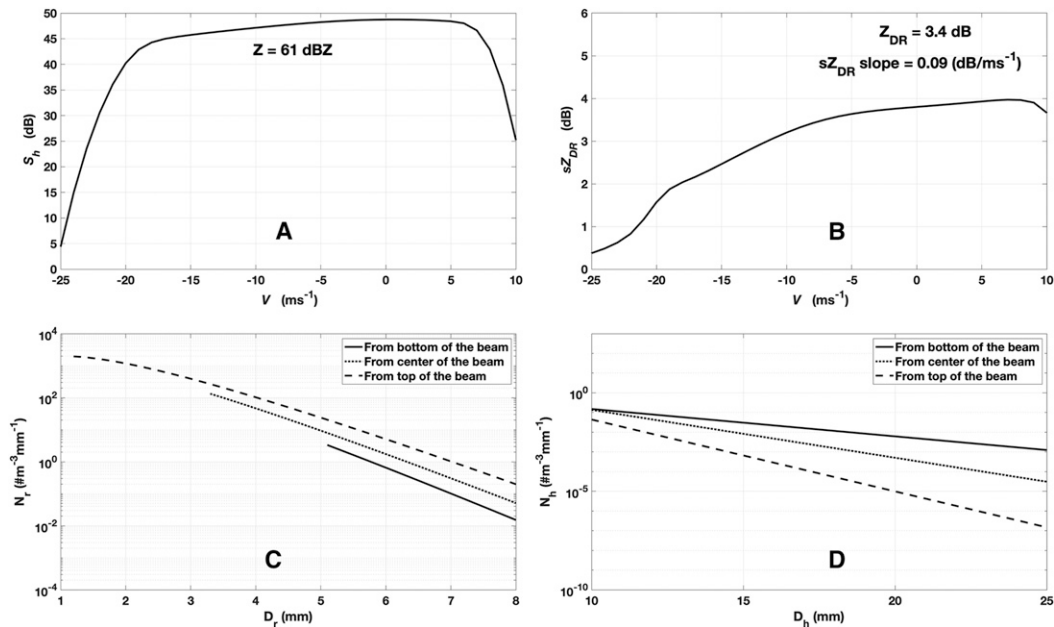 50
45
40
35
30
25
20
15
10
5
0
S_h (dB)
Z = 61 dBZ
A
-25 -20 -15 -10 -5 0 5 10
V (ms⁻¹)
6
5
4
3
2
1
0
sZ_DR (dB)
Z_DR = 3.4 dB
sZ_DR slope = 0.09 (dB/ms⁻¹)
B
-25 -20 -15 -10 -5 0 5 10
V (ms⁻¹)
10⁴
10²
10⁰
10⁻²
10⁻⁴
N_r (#m⁻³mm⁻¹)
From bottom of the beam
From center of the beam
From top of the beam
C
1 2 3 4 5 6 7 8
D_r (mm)
10⁰
10⁻⁵
10⁻¹⁰
N_h (#m⁻³mm⁻¹)
From bottom of the beam
From center of the beam
From top of the beam
D
10 15 20 25
D_h (mm)